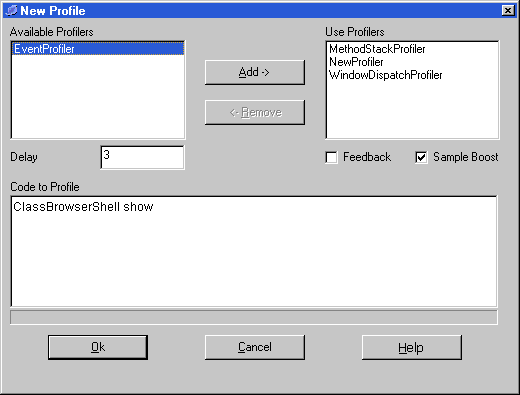 New Profile
Available Profilers
Use Profilers
EventProfiler
MethodStackProfiler
NewProfiler
WindowDispatchProfiler
Add ->
<- Remove
Delay
3
Feedback
Sample Boost
Code to Profile
ClassBrowserShell show
Ok
Cancel
Help